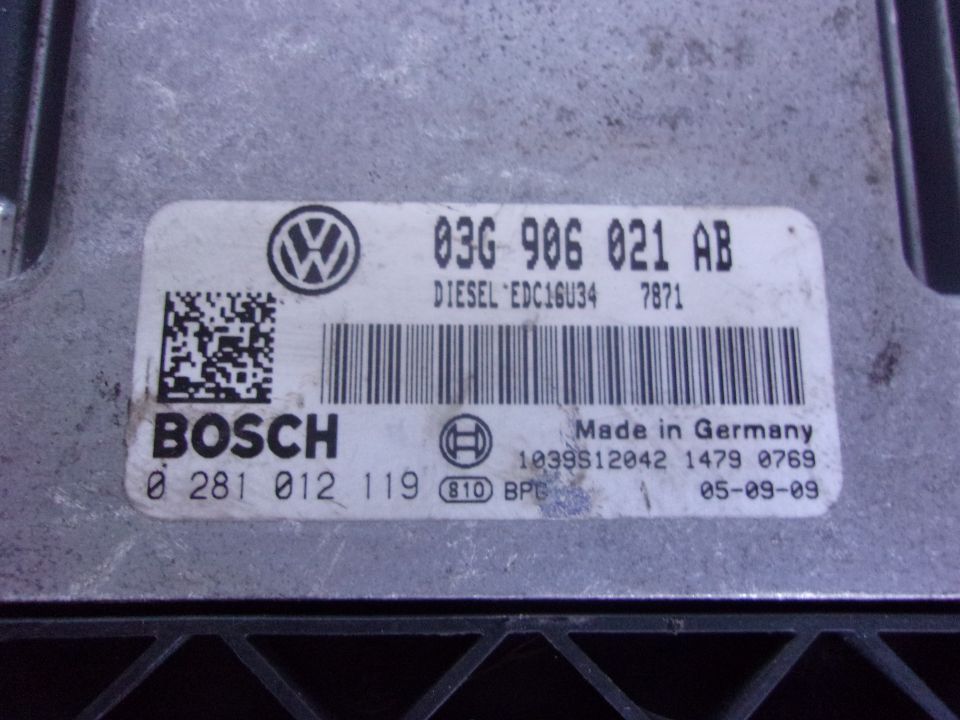 03G 906 021 AB
DIESEL EDC16U34 7871
BOSCH
Made in Germany
1039S12042 1479 0769
0 281 012 119 810
05-09-09